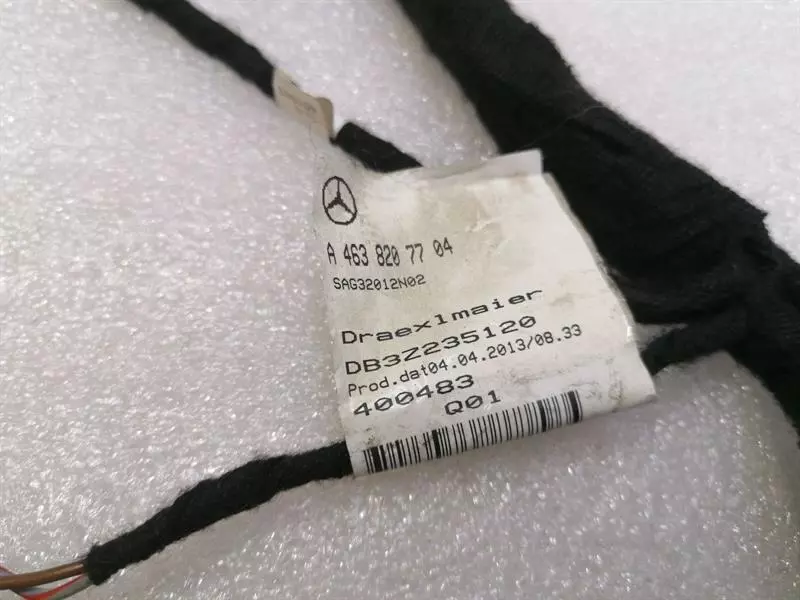 A 463 820 77 04
SAG32012N02
Draexlmaier
DB3Z235120
Prod.dat04.04.2013/08.33
400483
Q01